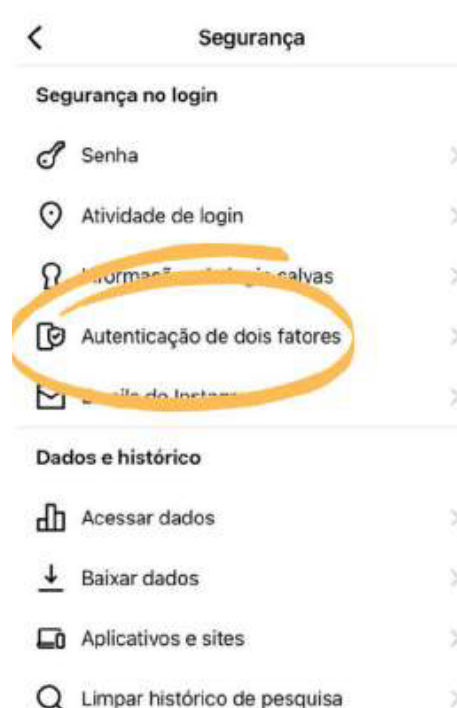 Segurança
Segurança no login
Senha
Atividade de login
salvas
Autenticação de dois fatores
Dados e histórico
Acessar dados
Baixar dados
Aplicativos e sites
Limpar histórico de pesquisa